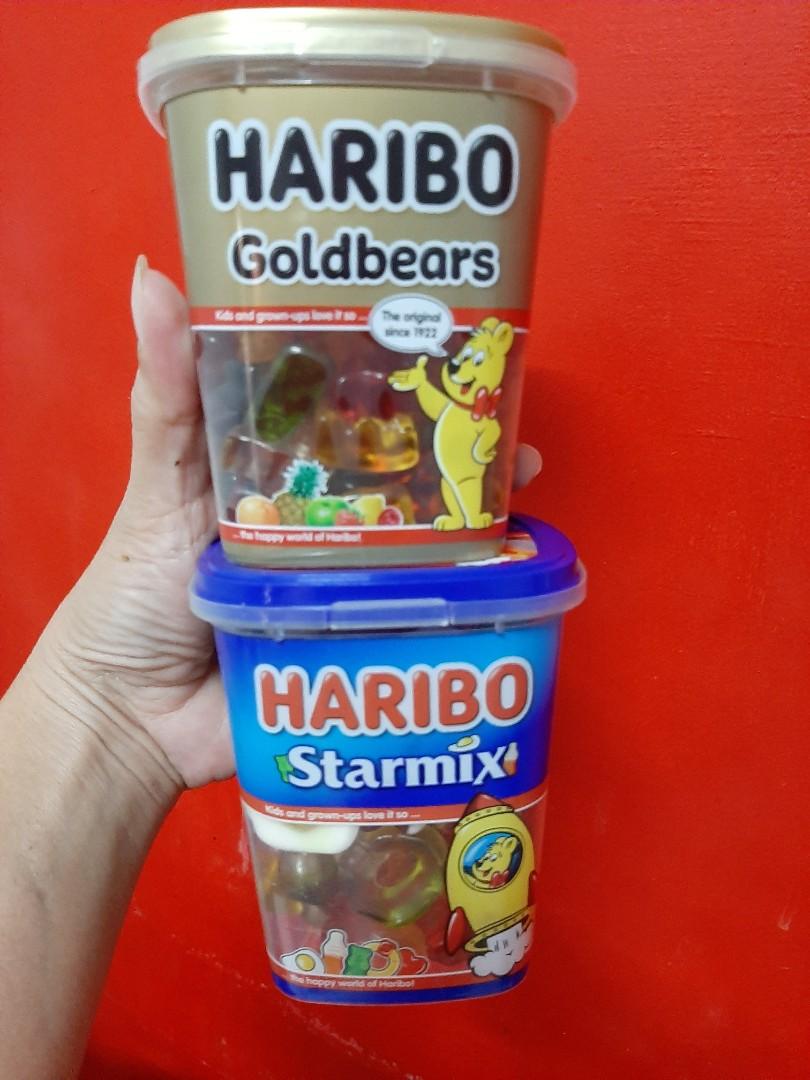 HARIBO
Goldbears
Kids and grown-ups love it so ...
The original
since 1922
...the happy world of Haribo!
HARIBO
Starmix
Kids and grown-ups love it so ...
the happy world of Haribo!